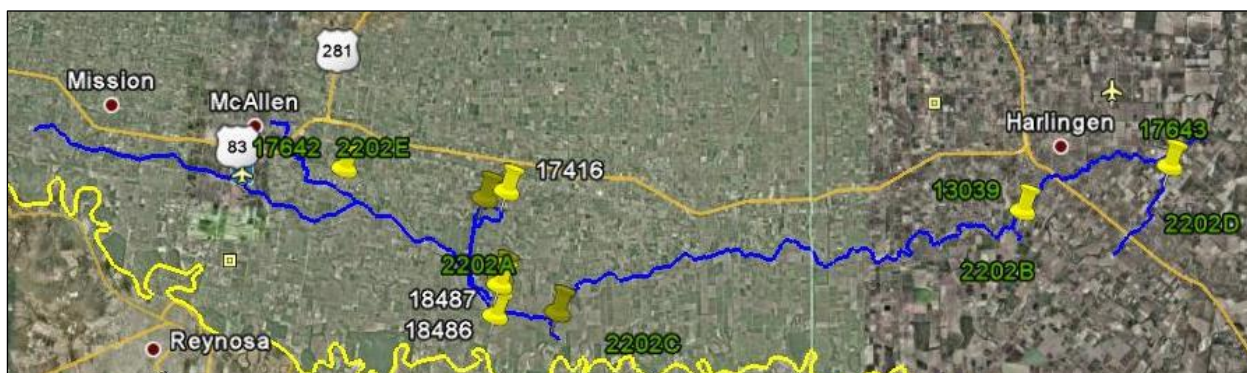 281
Mission
McAllen
83
17642
2202E
17416
Harlingen
17643
13039
2202D
2202A
18487
18486
2202B
2202C
Reynosa